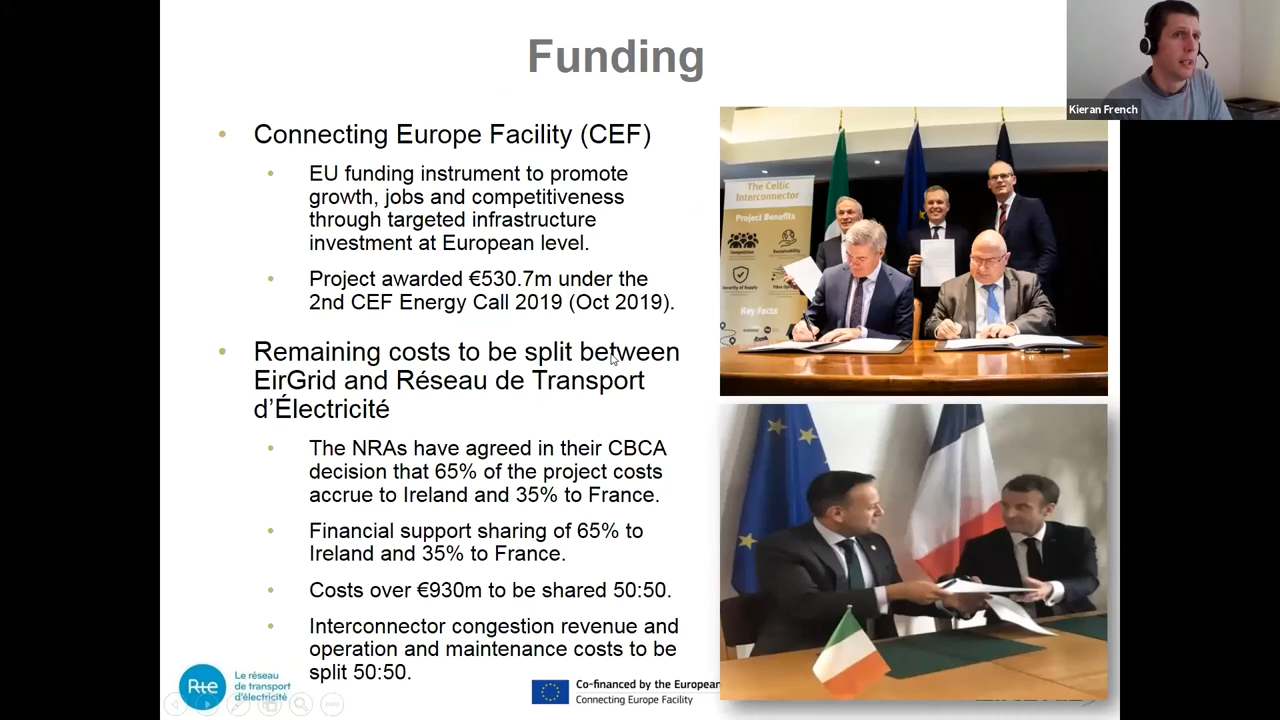 Funding
Kieran French
• Connecting Europe Facility (CEF)
• EU funding instrument to promote
growth, jobs and competitiveness
through targeted infrastructure
investment at European level.
• Project awarded €530.7m under the
2nd CEF Energy Call 2019 (Oct 2019).
• Remaining costs to be split between
EirGrid and Réseau de Transport
d’Électricité
• The NRAs have agreed in their CBCA
decision that 65% of the project costs
accrue to Ireland and 35% to France.
• Financial support sharing of 65% to
Ireland and 35% to France.
• Costs over €930m to be shared 50:50.
• Interconnector congestion revenue and
operation and maintenance costs to be
split 50:50.
The Celtic
Interconnector
Project Benefits
Competition
Sustainability
Security of Supply
Key Facts
Rte
Le réseau
de transport
d'électricité
Co-financed by the European
Connecting Europe Facility